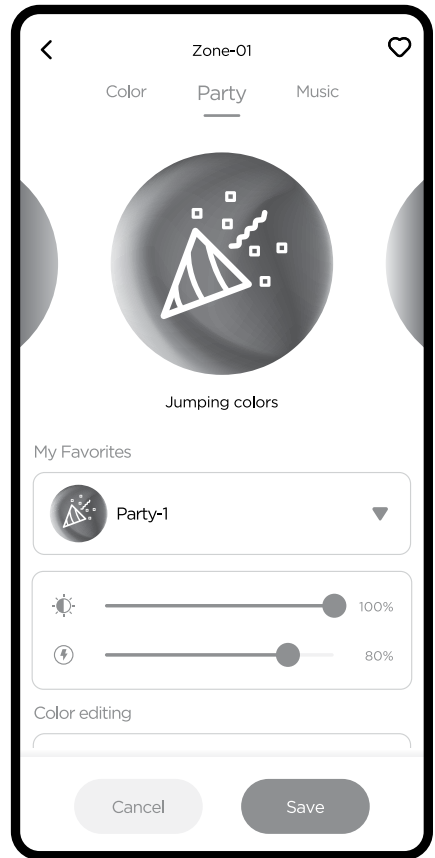 Zone-01
Color Party Music
Jumping colors
My Favorites
Party-1
100%
80%
Color editing
Cancel Save